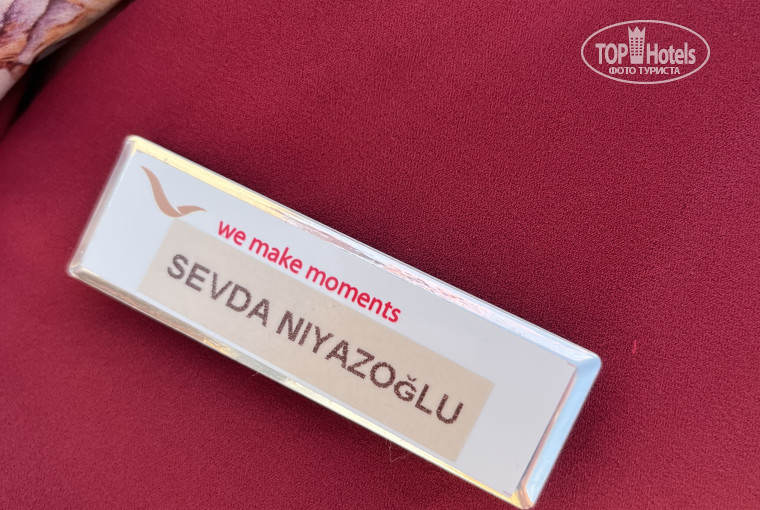 TOP Hotels
ФОТО ТУРИСТА
we make moments
SEVDA NIYAZOĞLU